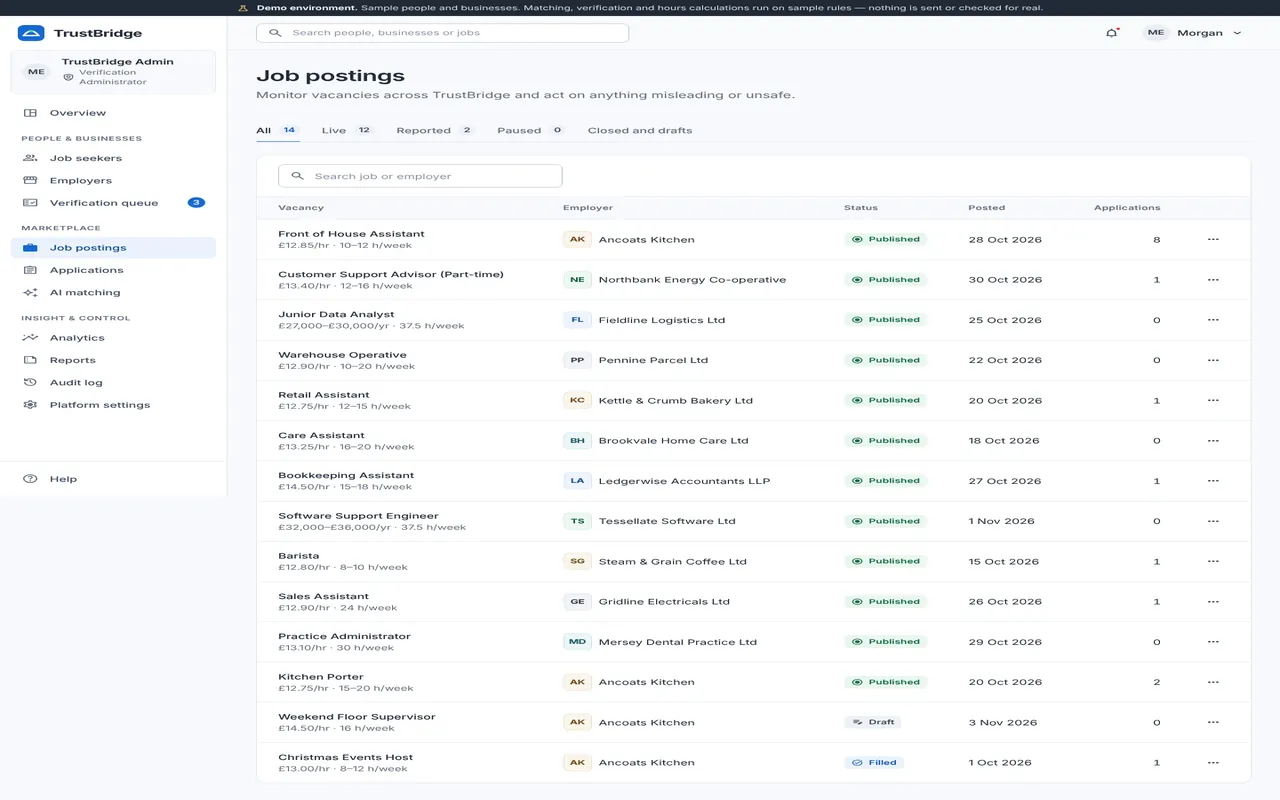 Demo environment. Sample people and businesses. Matching, verification and hours calculations run on sample rules — nothing is sent or checked for real.
TrustBridge
Search people, businesses or jobs
ME Morgan
ME
TrustBridge Admin
Verification
Administrator
Overview
PEOPLE & BUSINESSES
Job seekers
Employers
Verification queue 3
MARKETPLACE
Job postings
Applications
AI matching
INSIGHT & CONTROL
Analytics
Reports
Audit log
Platform settings
Help
Job postings
Monitor vacancies across TrustBridge and act on anything misleading or unsafe.
All 14 Live 12 Reported 2 Paused 0 Closed and drafts
Search job or employer
Vacancy Employer Status Posted Applications
Front of House Assistant
£12.85/hr · 10–12 h/week
AK Ancoats Kitchen Published 28 Oct 2026 8
Customer Support Advisor (Part-time)
£13.40/hr · 12–16 h/week
NE Northbank Energy Co-operative Published 30 Oct 2026 1
Junior Data Analyst
£27,000–£30,000/yr · 37.5 h/week
FL Fieldline Logistics Ltd Published 25 Oct 2026 0
Warehouse Operative
£12.90/hr · 10–20 h/week
PP Pennine Parcel Ltd Published 22 Oct 2026 0
Retail Assistant
£12.75/hr · 12–15 h/week
KC Kettle & Crumb Bakery Ltd Published 20 Oct 2026 1
Care Assistant
£13.25/hr · 16–20 h/week
BH Brookvale Home Care Ltd Published 18 Oct 2026 0
Bookkeeping Assistant
£14.50/hr · 15–18 h/week
LA Ledgerwise Accountants LLP Published 27 Oct 2026 1
Software Support Engineer
£32,000–£36,000/yr · 37.5 h/week
TS Tessellate Software Ltd Published 1 Nov 2026 0
Barista
£12.80/hr · 8–10 h/week
SG Steam & Grain Coffee Ltd Published 15 Oct 2026 1
Sales Assistant
£12.90/hr · 24 h/week
GE Gridline Electricals Ltd Published 26 Oct 2026 1
Practice Administrator
£13.10/hr · 30 h/week
MD Mersey Dental Practice Ltd Published 29 Oct 2026 0
Kitchen Porter
£12.75/hr · 15–20 h/week
AK Ancoats Kitchen Published 20 Oct 2026 2
Weekend Floor Supervisor
£14.50/hr · 16 h/week
AK Ancoats Kitchen Draft 3 Nov 2026 0
Christmas Events Host
£13.00/hr · 8–12 h/week
AK Ancoats Kitchen Filled 1 Oct 2026 1